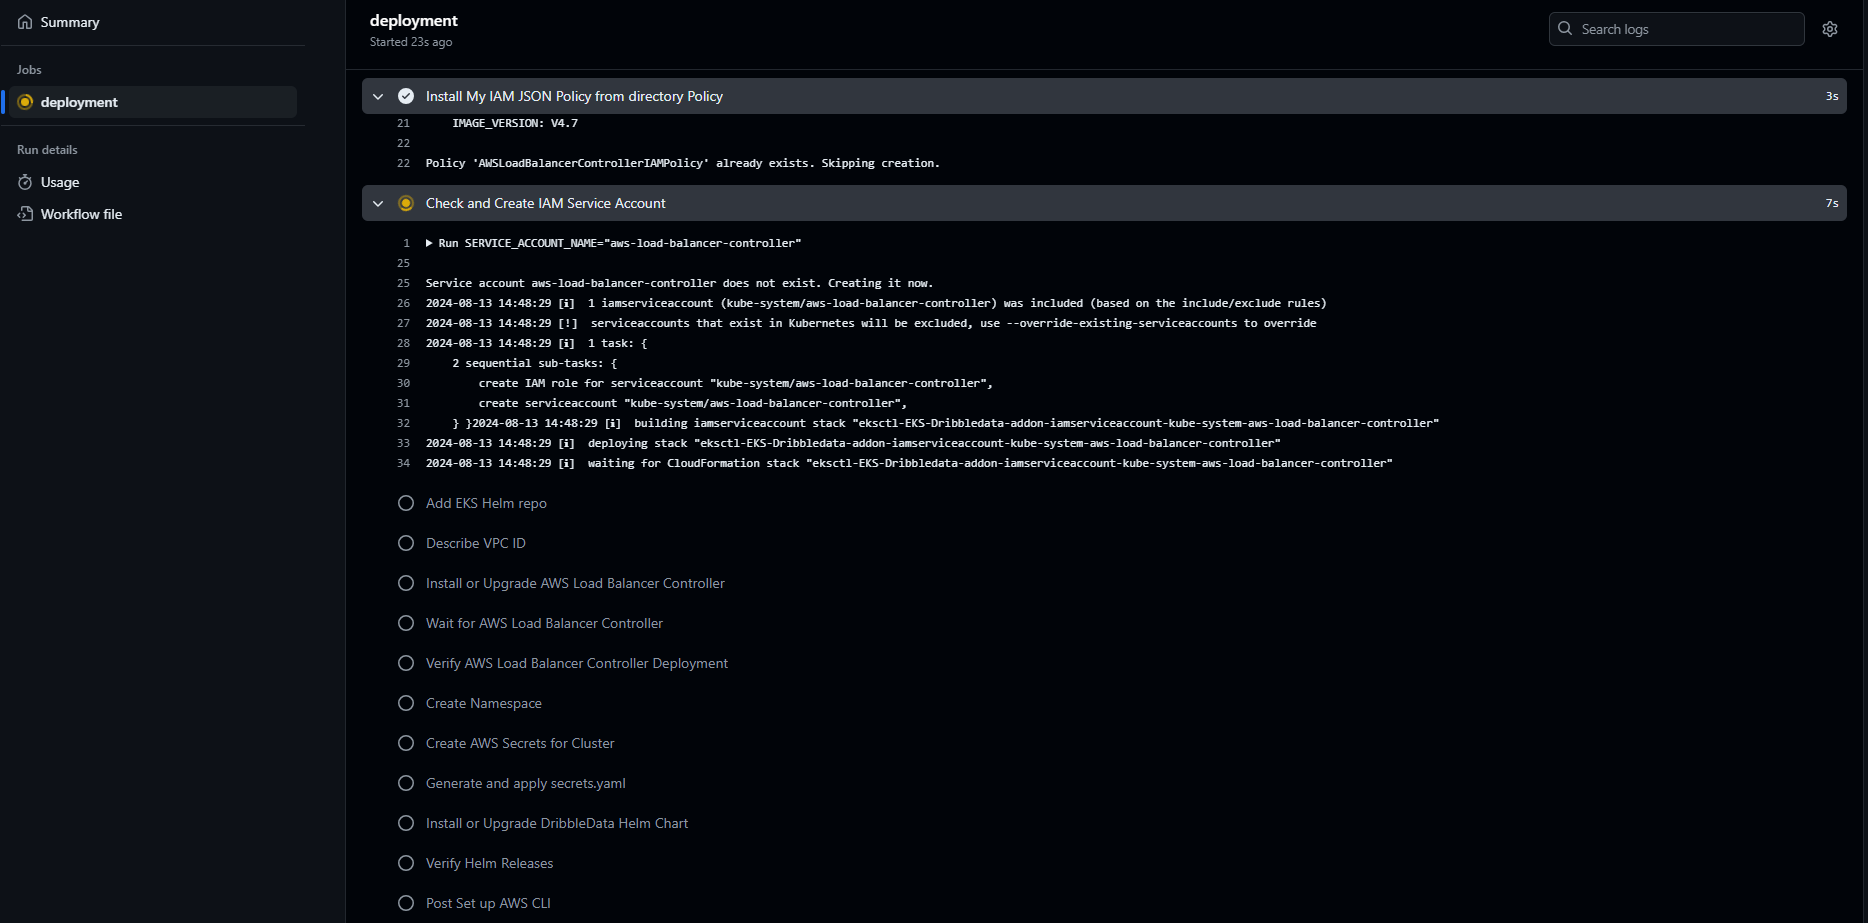 Summary
Jobs
deployment
Run details
Usage
Workflow file
deployment
Started 23s ago
Search logs
Install My IAM JSON Policy from directory Policy 3s
21 IMAGE_VERSION: V4.7
22
22 Policy 'AWSLoadBalancerControllerIAMPolicy' already exists. Skipping creation.
Check and Create IAM Service Account 7s
1 Run SERVICE_ACCOUNT_NAME="aws-load-balancer-controller"
25
25 Service account aws-load-balancer-controller does not exist. Creating it now.
26 2024-08-13 14:48:29 [ℹ] 1 iamserviceaccount (kube-system/aws-load-balancer-controller) was included (based on the include/exclude rules)
27 2024-08-13 14:48:29 [!] serviceaccounts that exist in Kubernetes will be excluded, use --override-existing-serviceaccounts to override
28 2024-08-13 14:48:29 [ℹ] 1 task: {
29 2 sequential sub-tasks: {
30 create IAM role for serviceaccount "kube-system/aws-load-balancer-controller",
31 create serviceaccount "kube-system/aws-load-balancer-controller",
32 } }2024-08-13 14:48:29 [ℹ] building iamserviceaccount stack "eksctl-EKS-Dribbledata-addon-iamserviceaccount-kube-system-aws-load-balancer-controller"
33 2024-08-13 14:48:29 [ℹ] deploying stack "eksctl-EKS-Dribbledata-addon-iamserviceaccount-kube-system-aws-load-balancer-controller"
34 2024-08-13 14:48:29 [ℹ] waiting for CloudFormation stack "eksctl-EKS-Dribbledata-addon-iamserviceaccount-kube-system-aws-load-balancer-controller"
Add EKS Helm repo
Describe VPC ID
Install or Upgrade AWS Load Balancer Controller
Wait for AWS Load Balancer Controller
Verify AWS Load Balancer Controller Deployment
Create Namespace
Create AWS Secrets for Cluster
Generate and apply secrets.yaml
Install or Upgrade DribbleData Helm Chart
Verify Helm Releases
Post Set up AWS CLI